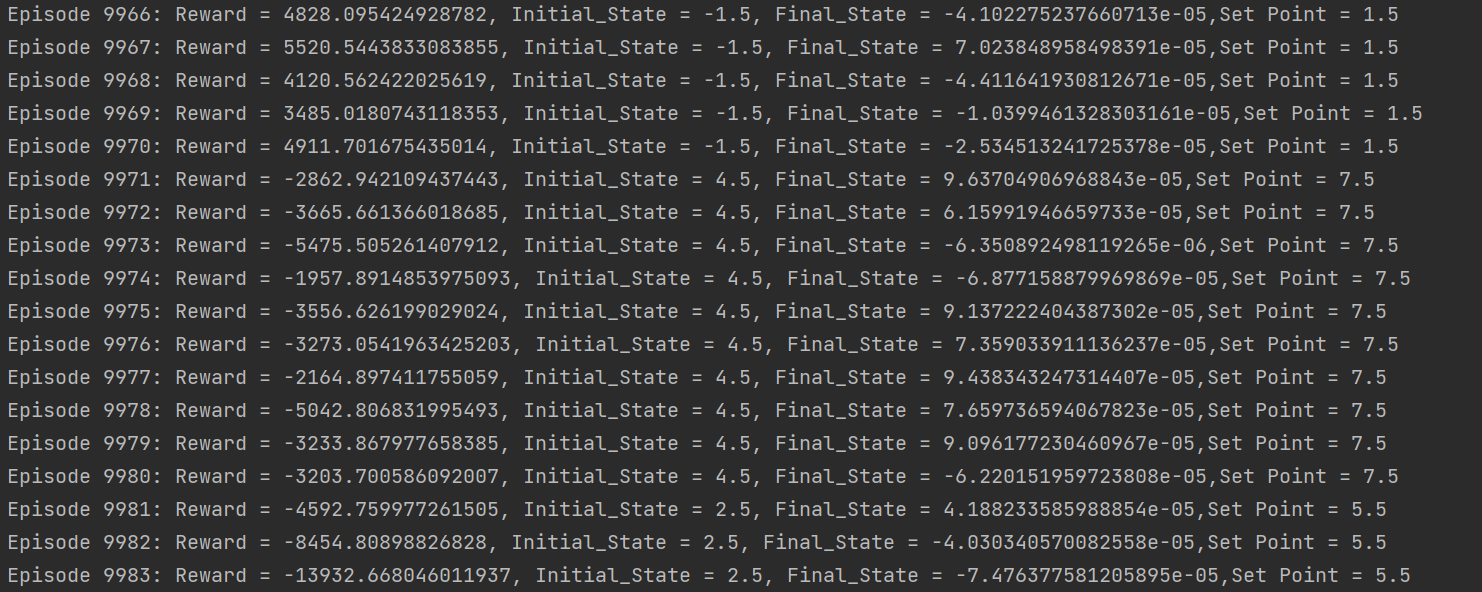 Episode 9966: Reward = 4828.095424928782, Initial_State = -1.5, Final_State = -4.102275237660713e-05,Set Point = 1.5
Episode 9967: Reward = 5520.5443833083855, Initial_State = -1.5, Final_State = 7.023848958498391e-05,Set Point = 1.5
Episode 9968: Reward = 4120.562422025619, Initial_State = -1.5, Final_State = -4.411641930812671e-05,Set Point = 1.5
Episode 9969: Reward = 3485.0180743118353, Initial_State = -1.5, Final_State = -1.0399461328303161e-05,Set Point = 1.5
Episode 9970: Reward = 4911.701675435014, Initial_State = -1.5, Final_State = -2.534513241725378e-05,Set Point = 1.5
Episode 9971: Reward = -2862.942109437443, Initial_State = 4.5, Final_State = 9.63704906968843e-05,Set Point = 7.5
Episode 9972: Reward = -3665.661366018685, Initial_State = 4.5, Final_State = 6.15991946659733e-05,Set Point = 7.5
Episode 9973: Reward = -5475.505261407912, Initial_State = 4.5, Final_State = -6.350892498119265e-06,Set Point = 7.5
Episode 9974: Reward = -1957.8914853975093, Initial_State = 4.5, Final_State = -6.877158879969869e-05,Set Point = 7.5
Episode 9975: Reward = -3556.626199029024, Initial_State = 4.5, Final_State = 9.137222404387302e-05,Set Point = 7.5
Episode 9976: Reward = -3273.0541963425203, Initial_State = 4.5, Final_State = 7.359033911136237e-05,Set Point = 7.5
Episode 9977: Reward = -2164.897411755059, Initial_State = 4.5, Final_State = 9.438343247314407e-05,Set Point = 7.5
Episode 9978: Reward = -5042.806831995493, Initial_State = 4.5, Final_State = 7.659736594067823e-05,Set Point = 7.5
Episode 9979: Reward = -3233.867977658385, Initial_State = 4.5, Final_State = 9.096177230460967e-05,Set Point = 7.5
Episode 9980: Reward = -3203.700586092007, Initial_State = 4.5, Final_State = -6.220151959723808e-05,Set Point = 7.5
Episode 9981: Reward = -4592.759977261505, Initial_State = 2.5, Final_State = 4.188233585988854e-05,Set Point = 5.5
Episode 9982: Reward = -8454.80898826828, Initial_State = 2.5, Final_State = -4.030340570082558e-05,Set Point = 5.5
Episode 9983: Reward = -13932.668046011937, Initial_State = 2.5, Final_State = -7.476377581205895e-05,Set Point = 5.5